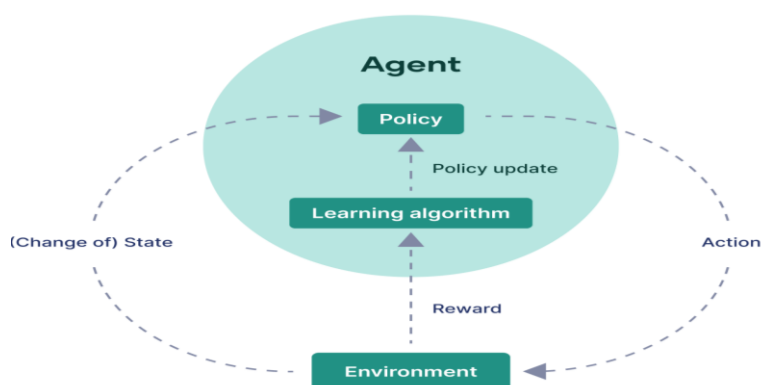 Agent
Policy
Policy update
Learning algorithm
(Change of) State
Action
Reward
Environment